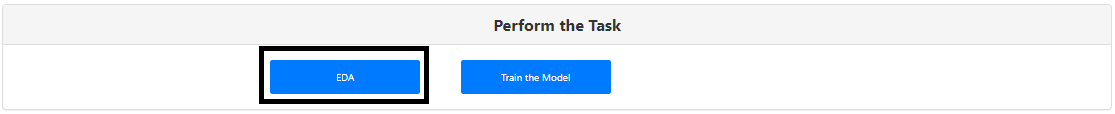 Perform the Task
EDA
Train the Model